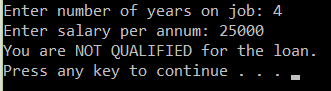 Enter number of years on job: 4
Enter salary per annum: 25000
You are NOT QUALIFIED for the loan.
Press any key to continue . . .